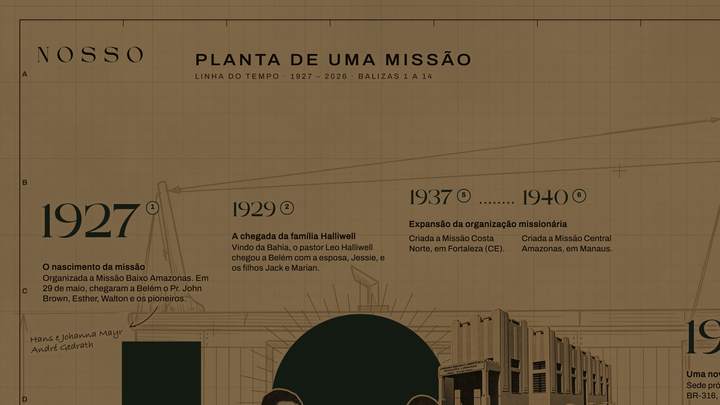 NOSSO
PLANTA DE UMA MISSÃO
LINHA DO TEMPO · 1927 – 2026 · BALIZAS 1 A 14
A
B
C
D
1927 1
O nascimento da missão
Organizada a Missão Baixo Amazonas. Em
29 de maio, chegaram a Belém o Pr. John
Brown, Esther, Walton e os pioneiros.
Hans e Johanna Mayr
André Gedrath
1929 2
A chegada da família Halliwell
Vindo da Bahia, o pastor Leo Halliwell
chegou a Belém com a esposa, Jessie, e
os filhos Jack e Marian.
1937 5 ........ 1940 6
Expansão da organização missionária
Criada a Missão Costa
Norte, em Fortaleza (CE).
Criada a Missão Central
Amazonas, em Manaus.
19
Uma nov
Sede pró
BR-316,